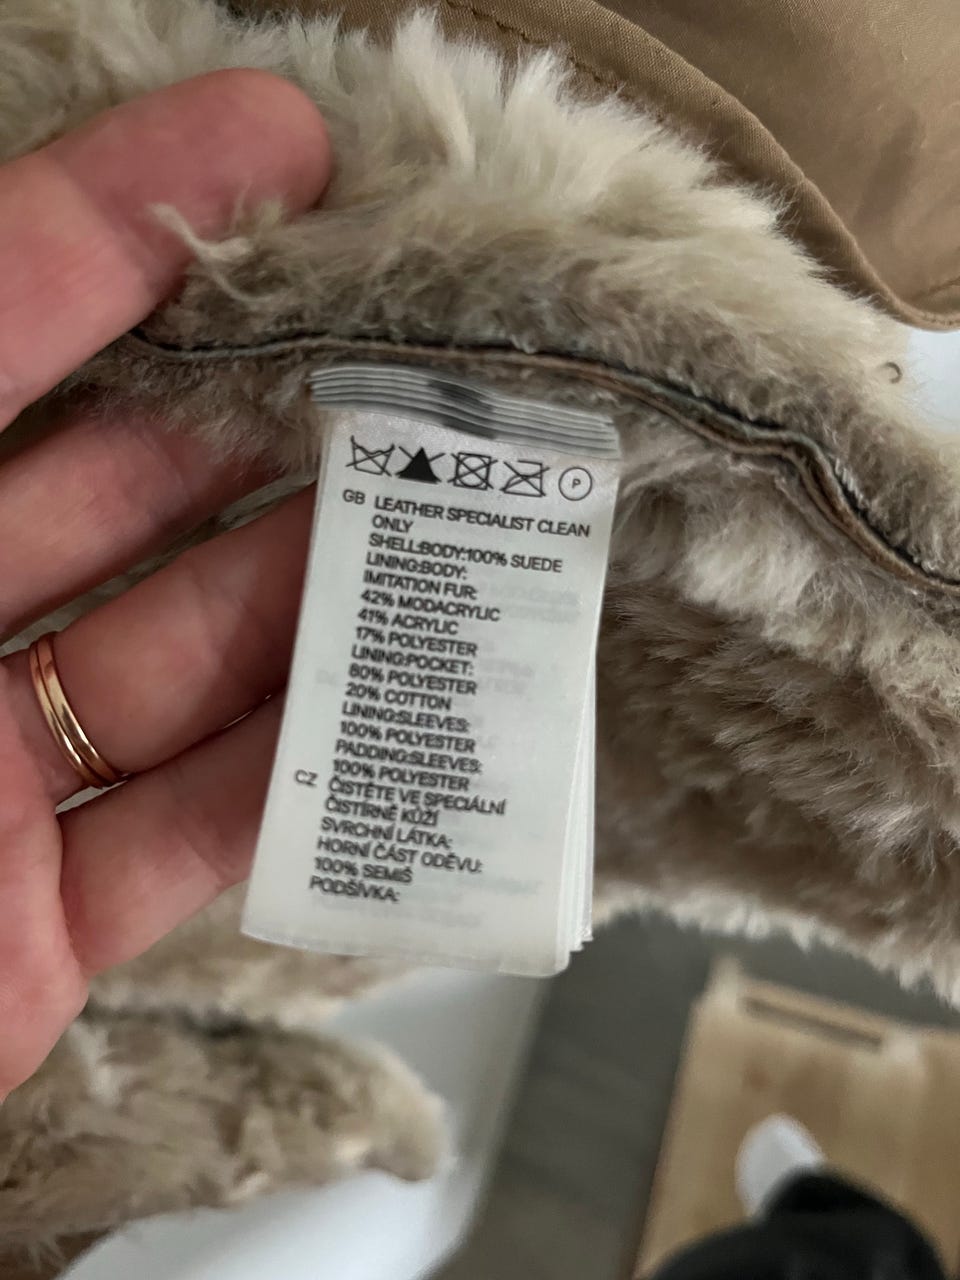 P
P
GB LEATHER SPECIALIST CLEAN
ONLY
SHELL:BODY:100% SUEDE
LINING:BODY:
IMITATION FUR:
42% MODACRYLIC
41% ACRYLIC
17% POLYESTER
LINING:POCKET:
80% POLYESTER
20% COTTON
LINING:SLEEVES:
100% POLYESTER
PADDING:SLEEVES:
100% POLYESTER
CZ ČISTĚTE VE SPECIÁLNÍ
ČISTÍRNĚ KŮŽÍ
SVRCHNÍ LÁTKA:
HORNÍ ČÁST ODĚVU:
100% SEMIŠ
PODŠÍVKA: